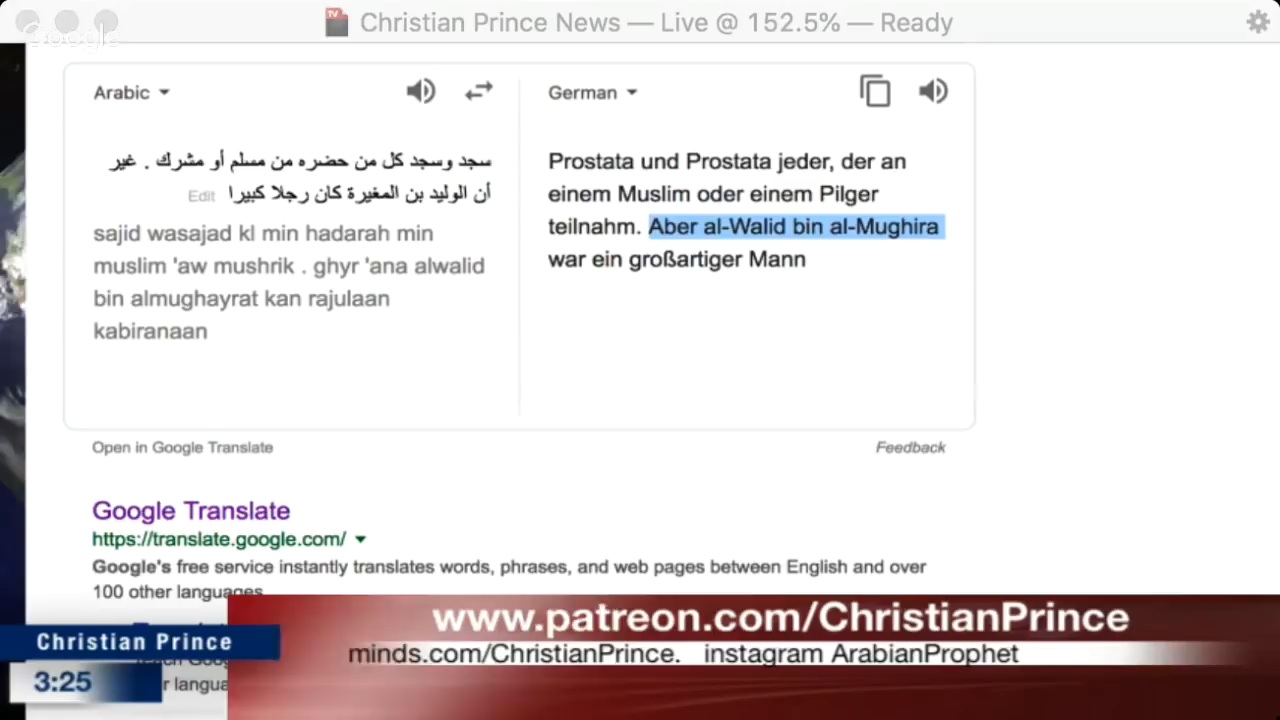 Christian Prince News — Live @ 152.5% — Ready
Google
Arabic
German
سجد وسجد كل من حضره من مسلم أو مشرك . غير
أن الوليد بن المغيرة كان رجلا كبيرا
Edit
sajid wasajad kl min hadarah min
muslim 'aw mushrik . ghyr 'ana alwalid
bin almughayrat kan rajulaan
kabiranaan
Prostata und Prostata jeder, der an
einem Muslim oder einem Pilger
teilnahm. Aber al-Walid bin al-Mughira
war ein großartiger Mann
Open in Google Translate
Feedback
Google Translate
https://translate.google.com/
Google's free service instantly translates words, phrases, and web pages between English and over
100 other languages
www.patreon.com/ChristianPrince
Christian Prince
minds.com/ChristianPrince. instagram ArabianProphet
3:25